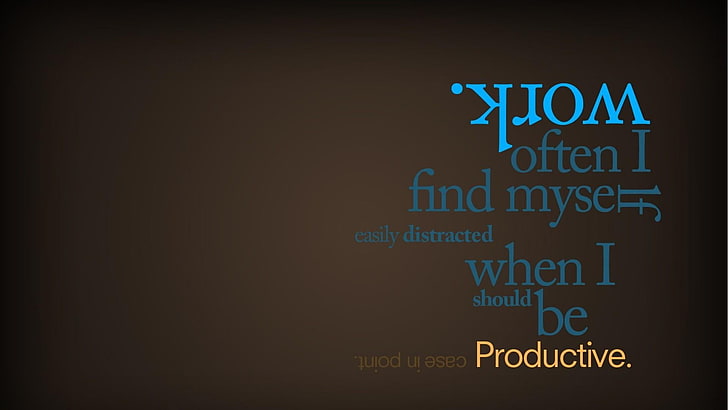 work.
often I
find myself
easily distracted
when I
should be
Productive.
case in point.